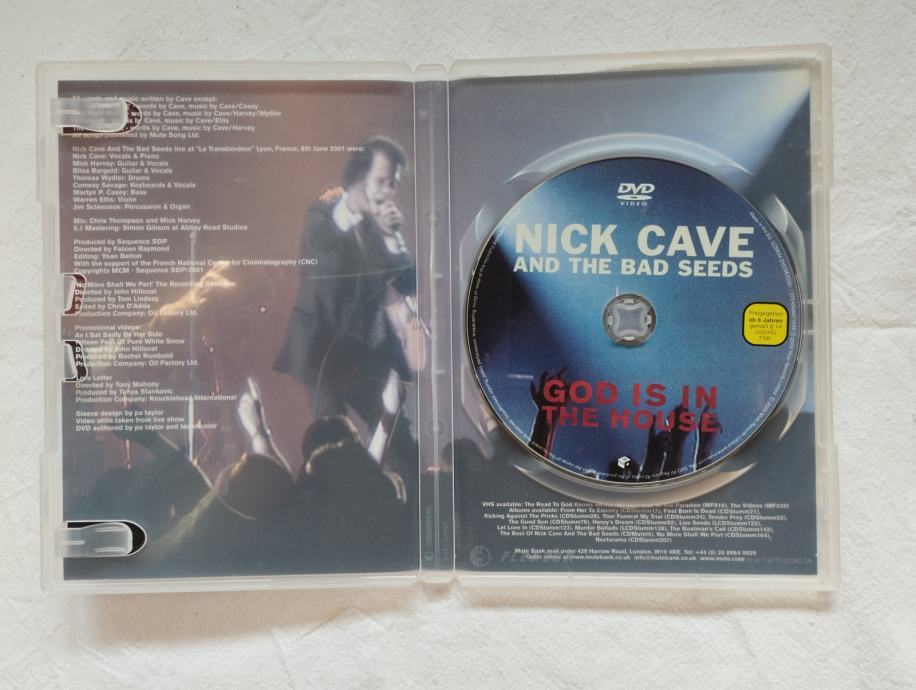 All words and music written by Cave except:
- words by Cave, music by Cave/Casey
- words by Cave, music by Cave/Harvey/Wydler
by Cave, music by Cave/Ellis
- words by Cave, music by Cave/Harvey
All songs published by Mute Song Ltd.
Nick Cave And The Bad Seeds live at "Le Transbordeur" Lyon, France, 8th June 2001 were:
Nick Cave: Vocals & Piano
Mick Harvey: Guitar & Vocals
Blixa Bargeld: Guitar & Vocals
Thomas Wydler: Drums
Conway Savage: Keyboards & Vocals
Martyn P. Casey: Bass
Warren Ellis: Violin
Jim Sclavunos: Percussion & Organ
Mix: Chris Thompson and Mick Harvey
5.1 Mastering: Simon Gibson at Abbey Road Studios
Produced by Sequence SDP
Directed by Fabien Raymond
Editing: Yoan Bellon
With the support of the French National Centre for Cinematography (CNC)
Copyrights MCM - Sequence SDP-2001
'No More Shall We Part' The Recording Sessions:
Directed by John Hillcoat
Produced by Tom Lindsay
Edited by Chris D'Adda
Production Company: Oil Factory Ltd.
Promotional videos:
As I Sat Sadly By Her Side
Fifteen Feet Of Pure White Snow
Directed by John Hillcoat
Produced by Rachel Rumbold
Production Company: Oil Factory Ltd.
Love Letter
Directed by Tony Mahony
Produced by Tanya Stankovic
Production Company: Knucklehead International
Sleeve design by pa taylor
Video stills taken from live show
DVD authored by pa taylor and technicolor
DVD
VIDEO
NICK CAVE
AND THE BAD SEEDS
Freigegeben
ab 6 Jahren
gemäß § 14
JuSchG
FSK
GOD IS IN
THE HOUSE
VHS available: The Road To God Knows Paradise (MF018), The Videos (MF030)
Albums available: From Her To Eternity (CDStumm17), First Born Is Dead (CDStumm21),
Kicking Against The Pricks (CDStumm28), Your Funeral My Trial (CDStumm34), Tender Prey (CDStumm52),
The Good Son (CDStumm76), Henry's Dream (CDStumm92), Live Seeds (LCDStumm122),
Let Love In (CDStumm123), Murder Ballads (LCDStumm138), The Boatman's Call (CDStumm142),
The Best Of Nick Cave And The Bad Seeds (CDMutel4), No More Shall We Part (CDStumm164),
Nocturama (CDStumm207)
Mute Bank mail order 429 Harrow Road, London, W10 4RE. Tel: +44 (0) 20 8964 0029
Order online at www.mutebank.co.uk info@mutebank.co.uk www.mute.com